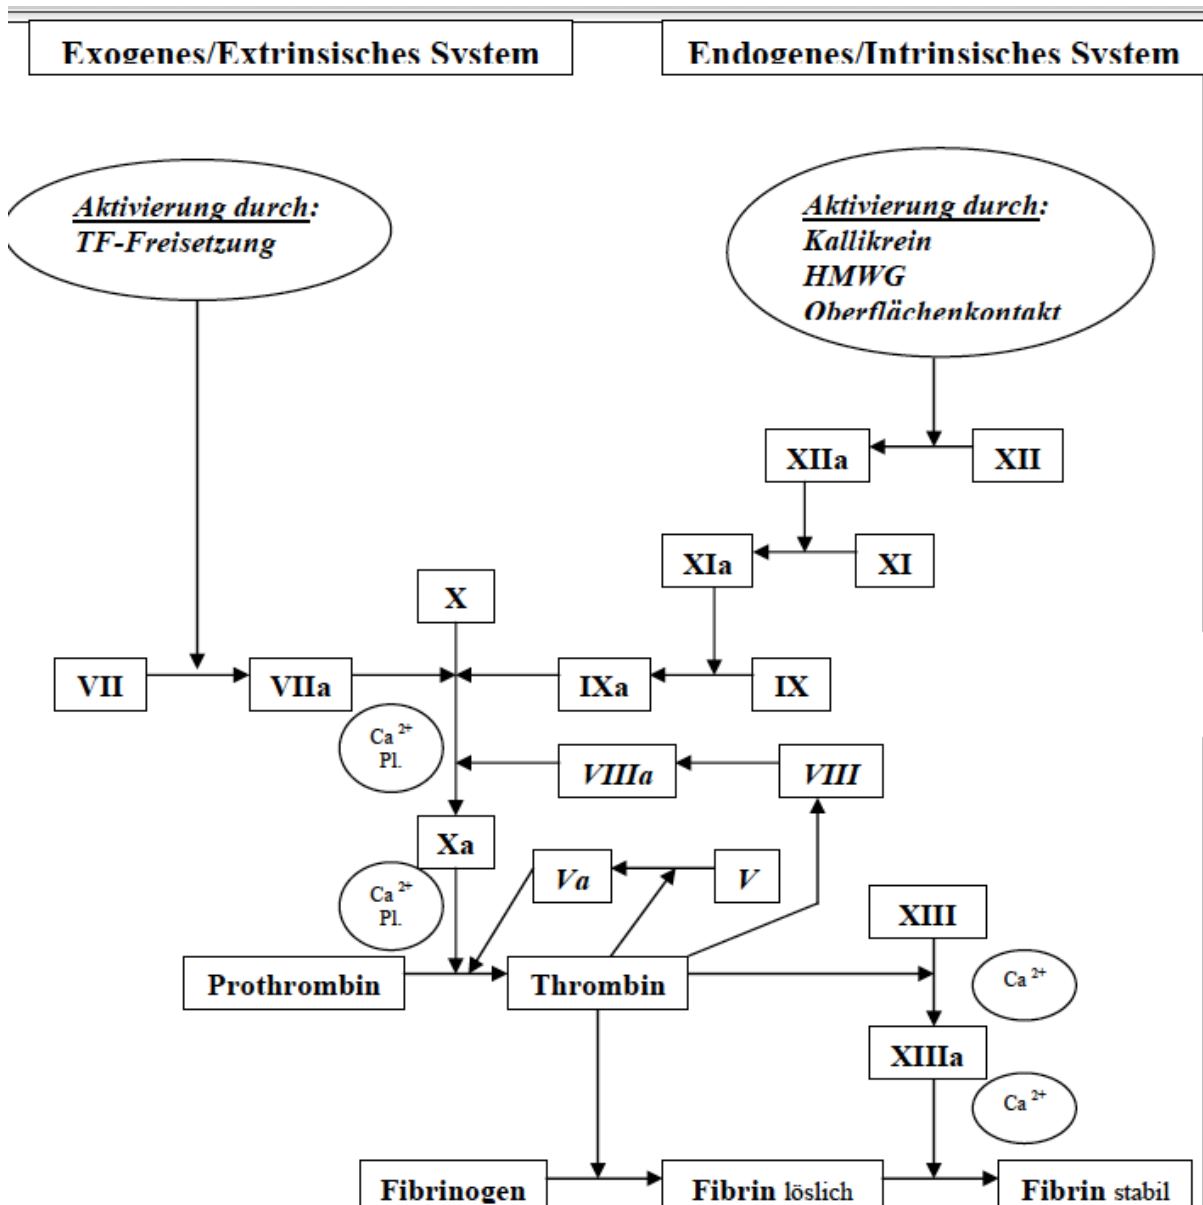 Exogenes/Extrinsisches System
Endogenes/Intrinsisches System
Aktivierung durch:
TF-Freisetzung
Aktivierung durch:
Kallikrein
HMWG
Oberflächenkontakt
XIIa
XII
XIa
XI
X
VII
VIIa
IXa
IX
Ca 2+
Pl.
VIIIa
VIII
Xa
Va
V
Ca 2+
Pl.
XIII
Prothrombin
Thrombin
Ca 2+
XIIIa
Ca 2+
Fibrinogen
Fibrin löslich
Fibrin stabil